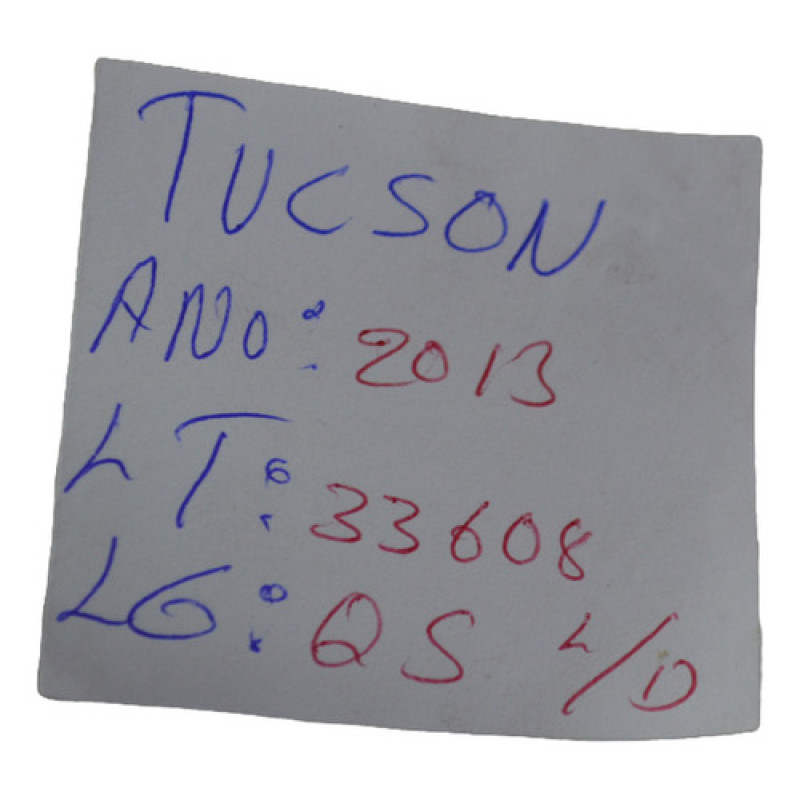 TUCSON
ANO: 2013
LT: 33608
LG: QS L/D